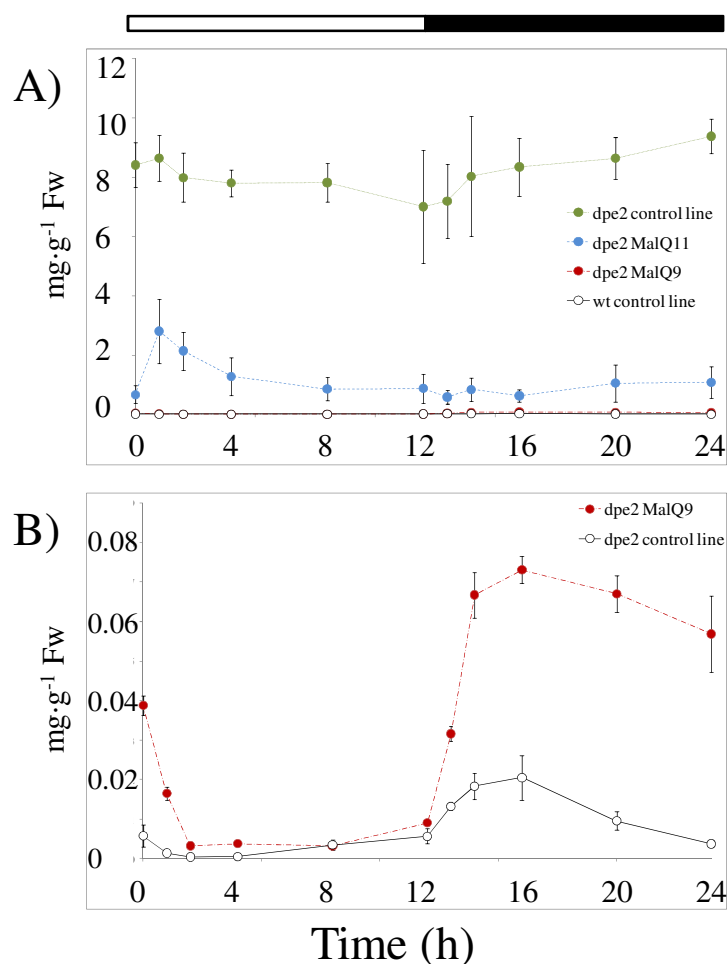 A)
mg·g⁻¹ Fw
12
10
8
6
4
2
0
dpe2 control line
dpe2 MalQ11
dpe2 MalQ9
wt control line
0 4 8 12 16 20 24
B)
mg·g⁻¹ Fw
0.08
0.06
0.04
0.02
0
dpe2 MalQ9
dpe2 control line
0 4 8 12 16 20 24
Time (h)